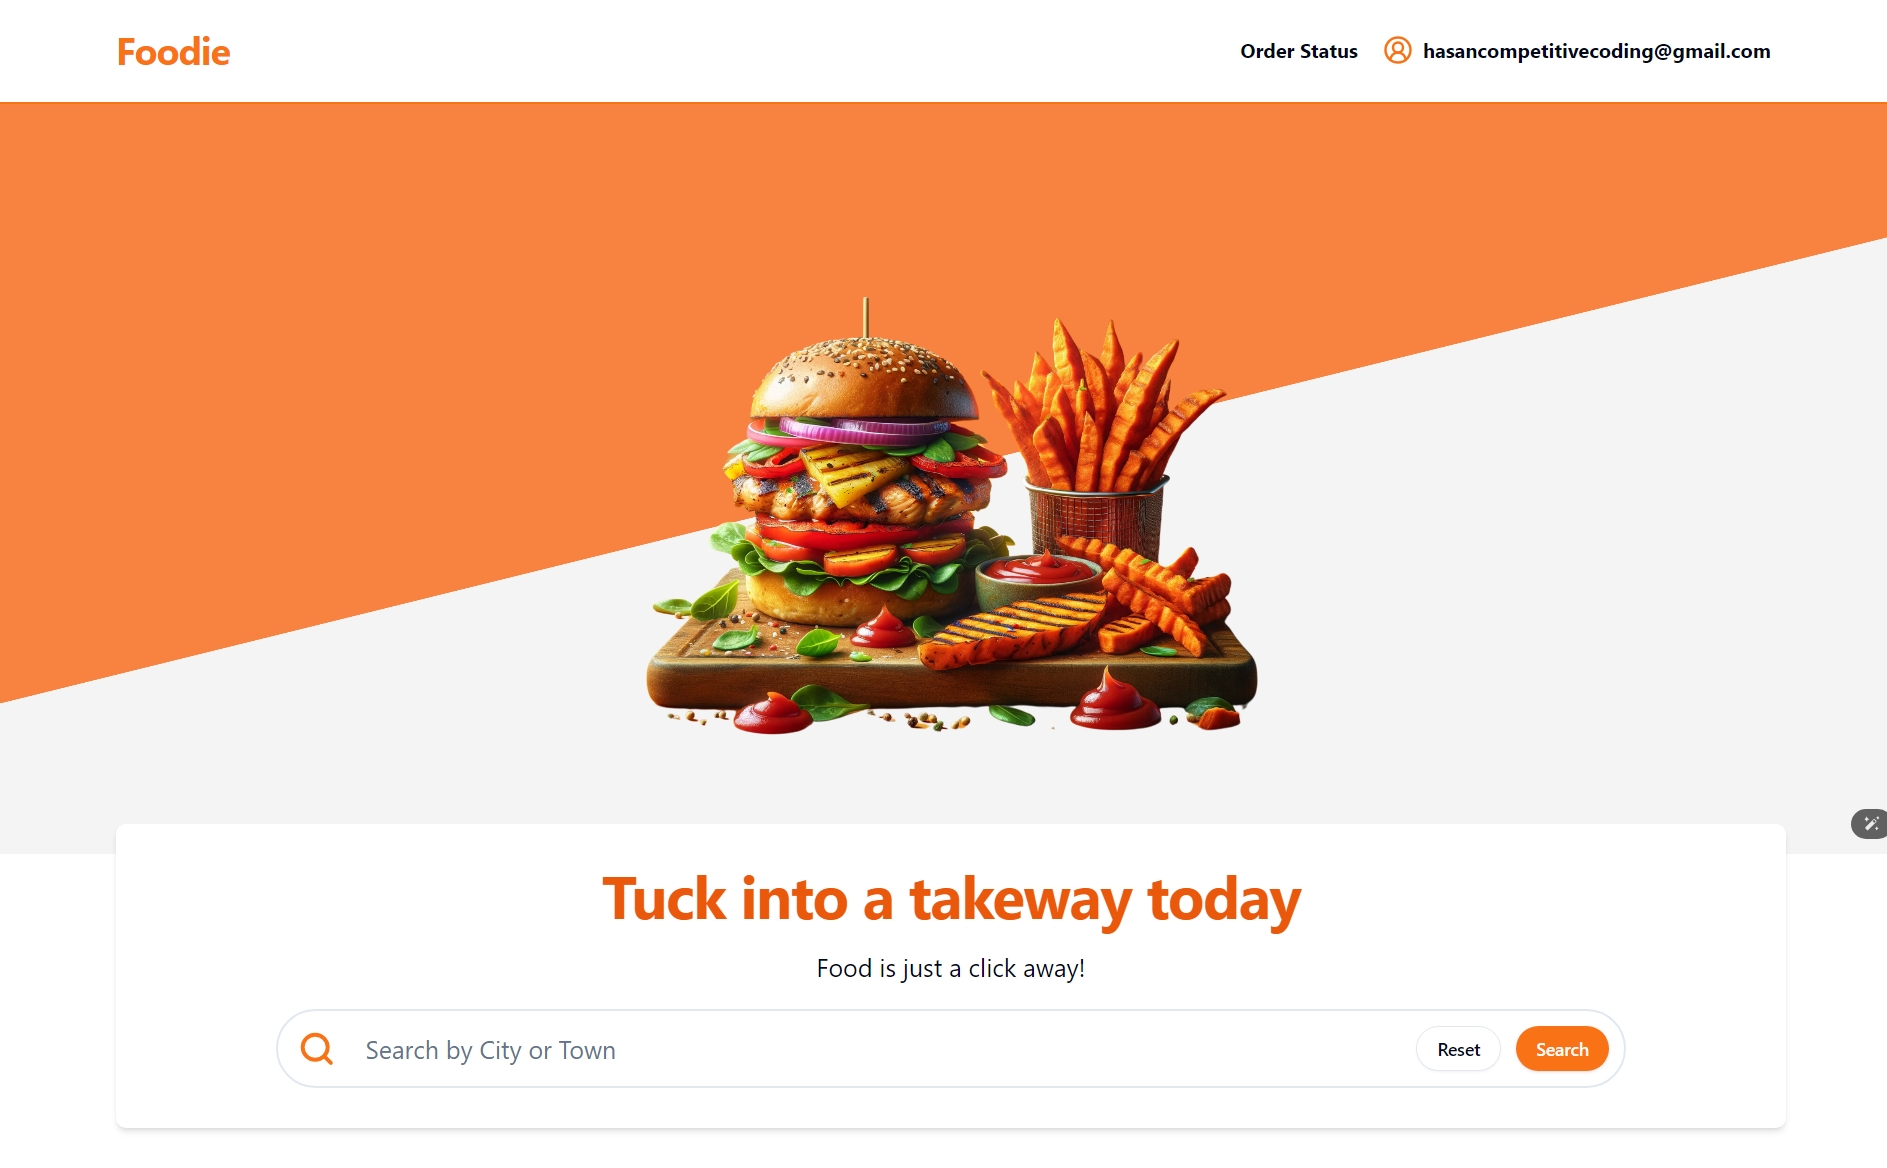 Foodie
Order Status
hasancompetitivecoding@gmail.com
Tuck into a takeway today
Food is just a click away!
Search by City or Town
Reset
Search